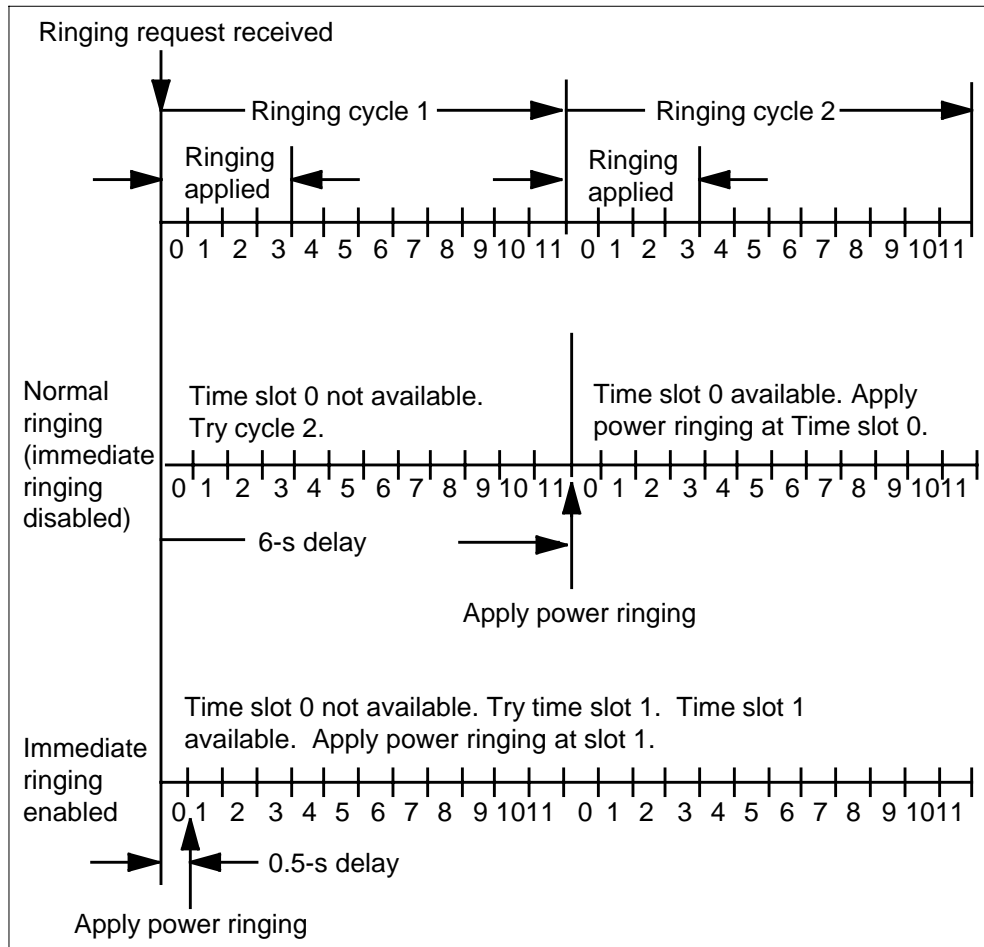 Ringing request received
Ringing cycle 1
Ringing cycle 2
Ringing
applied
Ringing
applied
0 1 2 3 4 5 6 7 8 9 10 11 0 1 2 3 4 5 6 7 8 9 1011
Normal
ringing
(immediate
ringing
disabled)
Time slot 0 not available.
Try cycle 2.
Time slot 0 available. Apply
power ringing at Time slot 0.
0 1 2 3 4 5 6 7 8 9 10 11 0 1 2 3 4 5 6 7 8 9 1011
6-s delay
Apply power ringing
Immediate
ringing
enabled
Time slot 0 not available. Try time slot 1. Time slot 1
available. Apply power ringing at slot 1.
0 1 2 3 4 5 6 7 8 9 10 11 0 1 2 3 4 5 6 7 8 9 1011
0.5-s delay
Apply power ringing